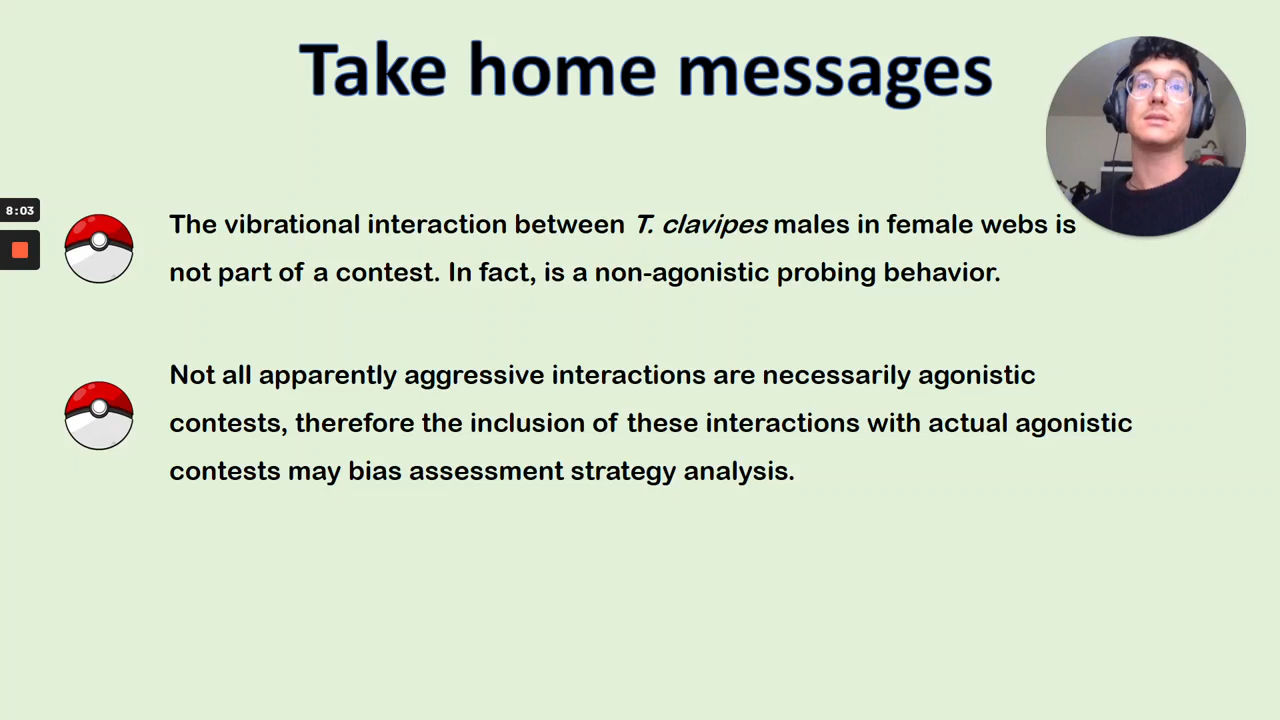 Take home messages
8:03
The vibrational interaction between T. clavipes males in female webs is
not part of a contest. In fact, is a non-agonistic probing behavior.
Not all apparently aggressive interactions are necessarily agonistic
contests, therefore the inclusion of these interactions with actual agonistic
contests may bias assessment strategy analysis.